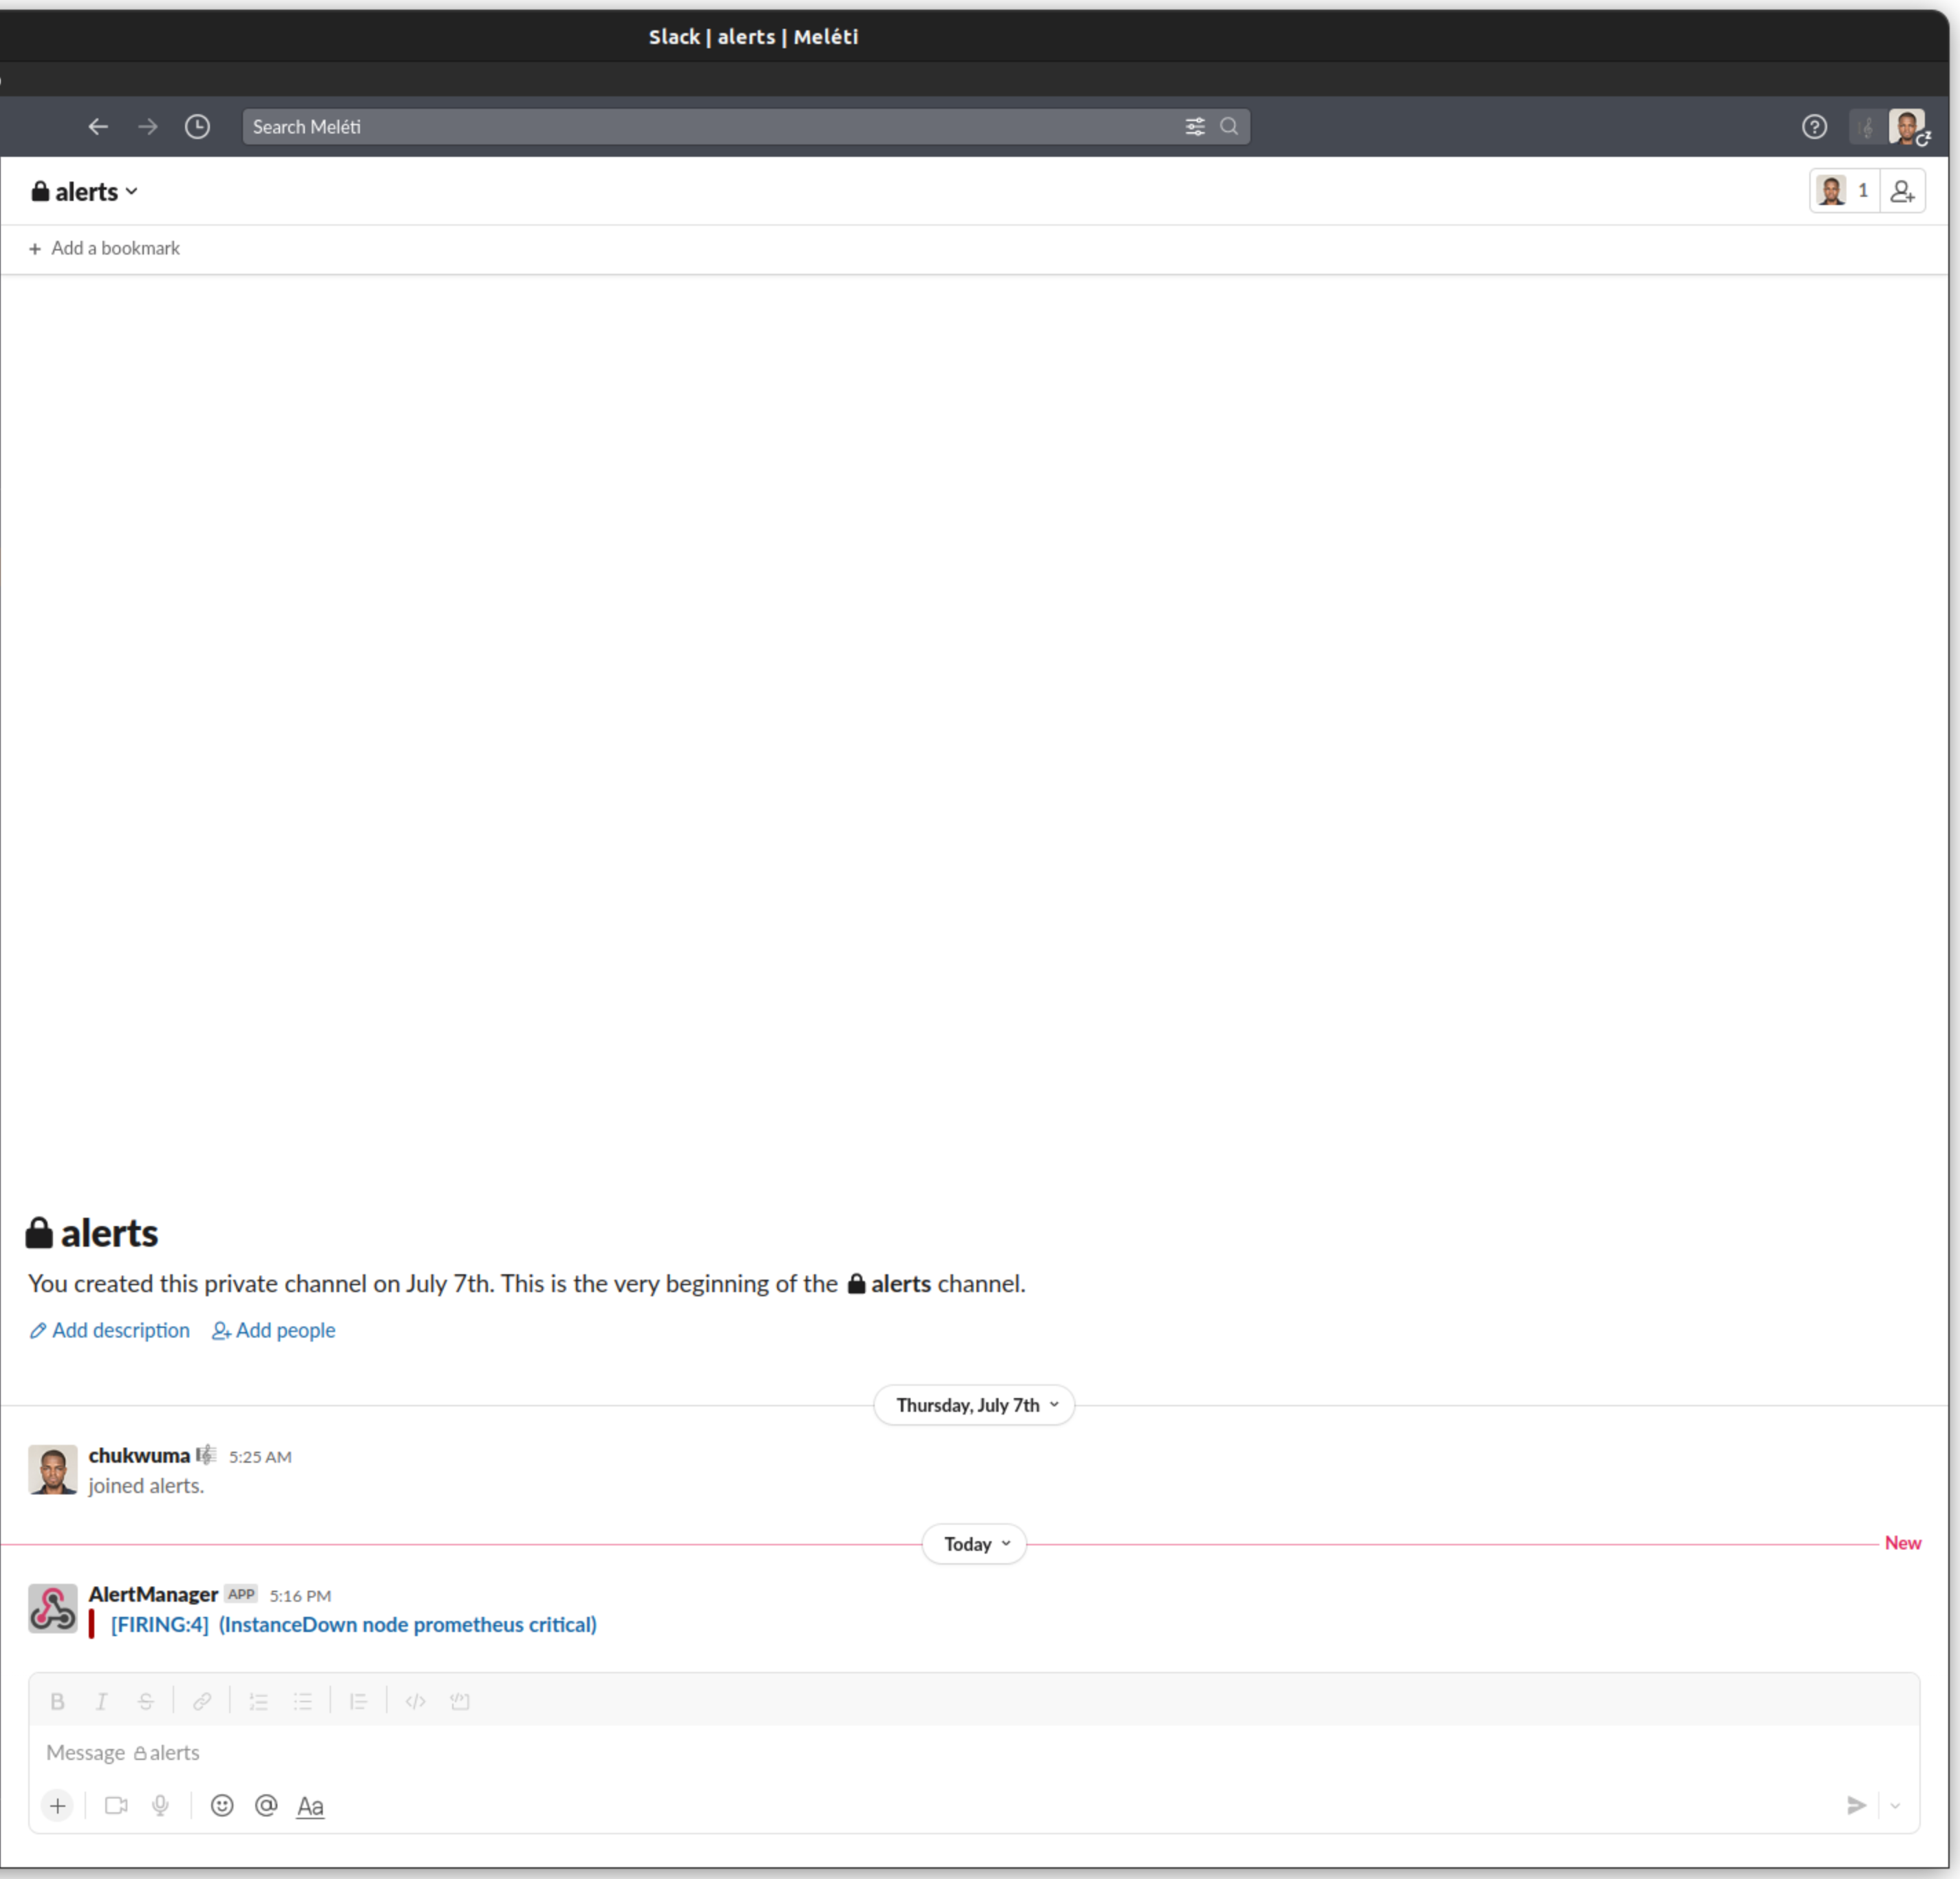 Slack | alerts | Meléti
Search Meléti
alerts
1
+ Add a bookmark
alerts
You created this private channel on July 7th. This is the very beginning of the alerts channel.
Add description Add people
Thursday, July 7th
chukwuma 5:25 AM
joined alerts.
Today
New
AlertManager APP 5:16 PM
[FIRING:4] (InstanceDown node prometheus critical)
B I S
Message alerts
+ @ Aa